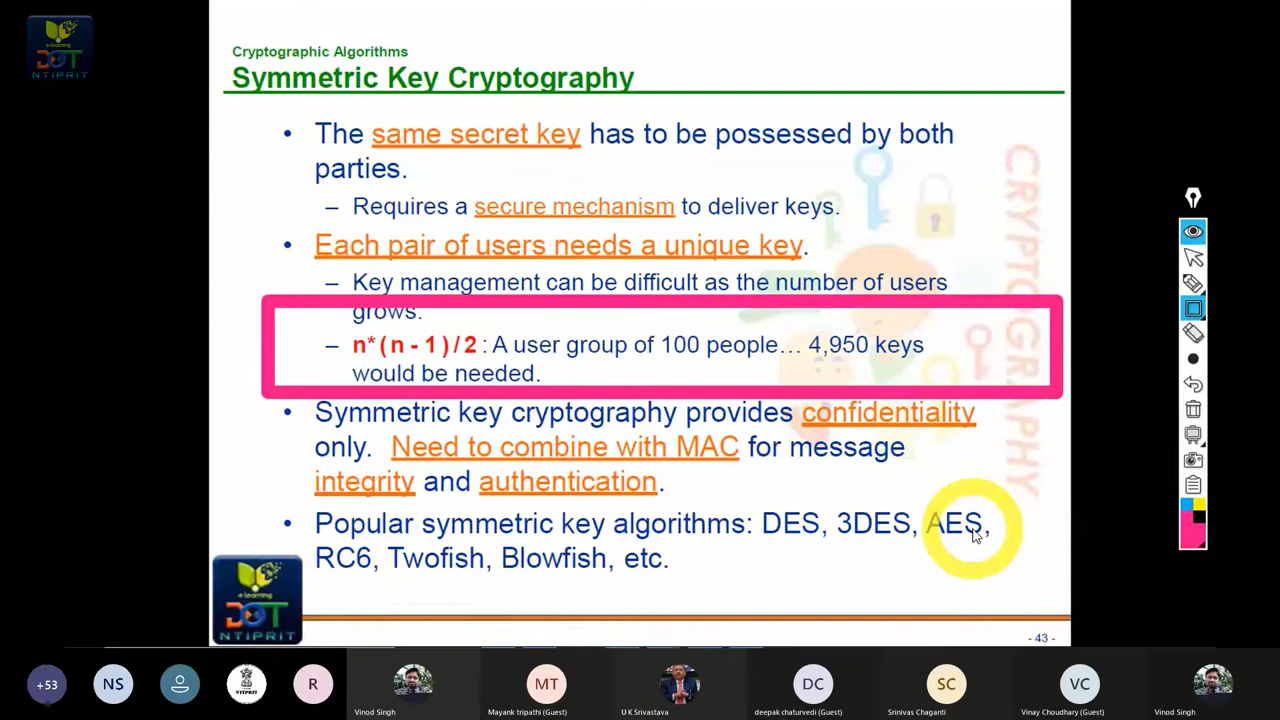 e learning
DOT
NTIPRIT
Cryptographic Algorithms
Symmetric Key Cryptography
• The same secret key has to be possessed by both
parties.
– Requires a secure mechanism to deliver keys.
• Each pair of users needs a unique key.
– Key management can be difficult as the number of users
grows.
– n* ( n - 1 ) / 2 : A user group of 100 people… 4,950 keys
would be needed.
• Symmetric key cryptography provides confidentiality
only. Need to combine with MAC for message
integrity and authentication.
• Popular symmetric key algorithms: DES, 3DES, AES,
RC6, Twofish, Blowfish, etc.
CRYPTOGRAPHY
e learning
DOT
NTIPRIT
- 43 -
+53
NS
NTIPRIT
R
MT
DC
SC
VC
Vinod Singh
Mayank tripathi (Guest)
U K Srivastava
deepak chaturvedi (Guest)
Srinivas Chaganti
Vinay Choudhary (Guest)
Vinod Singh